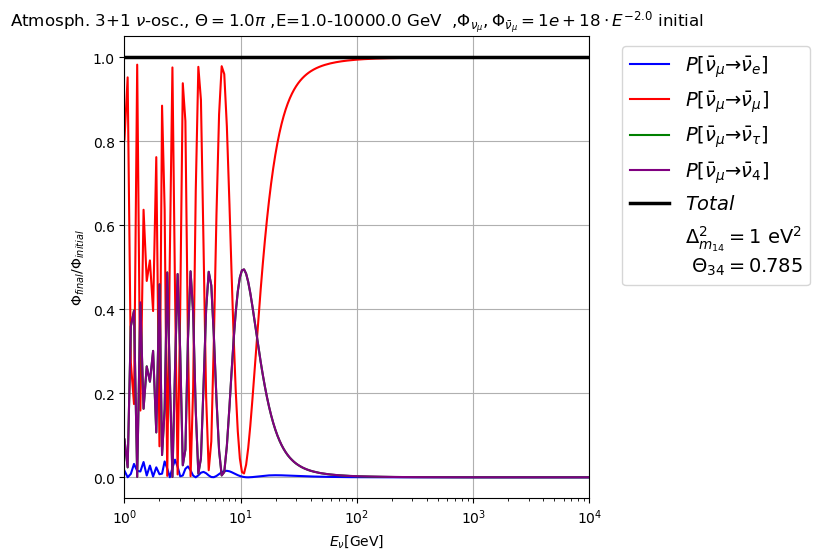 Atmosph. 3+1 ν-osc., Θ = 1.0π ,E=1.0-10000.0 GeV ,Φ_{ν_μ}, Φ_{ν̄_μ} = 1e + 18 · E^{−2.0} initial
P[ν̄_μ→ν̄_e]
P[ν̄_μ→ν̄_μ]
P[ν̄_μ→ν̄_τ]
P[ν̄_μ→ν̄_4]
Total
Δ^2_{m_{14}} = 1 eV^2
Θ_{34} = 0.785
Φ_{final}/Φ_{initial}
1.0
0.8
0.6
0.4
0.2
0.0
10^0 10^1 10^2 10^3 10^4
E_ν[GeV]